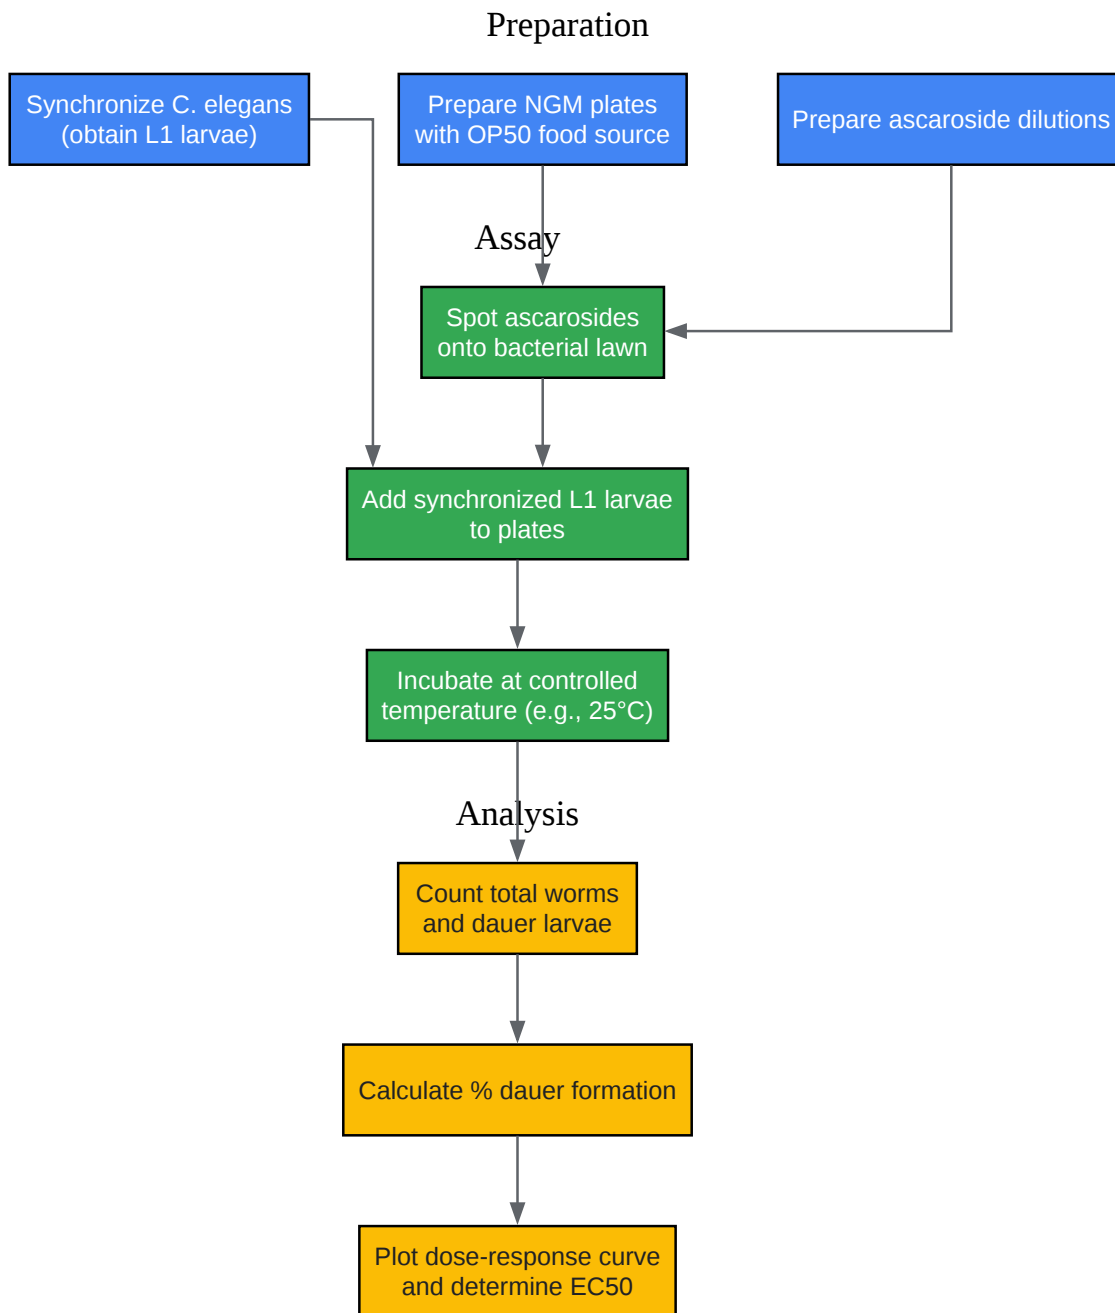 Preparation
Synchronize C. elegans
(obtain L1 larvae)
Prepare NGM plates
with OP50 food source
Prepare ascaroside dilutions
Assay
Spot ascarosides
onto bacterial lawn
Add synchronized L1 larvae
to plates
Incubate at controlled
temperature (e.g., 25°C)
Analysis
Count total worms
and dauer larvae
Calculate % dauer formation
Plot dose-response curve
and determine EC50